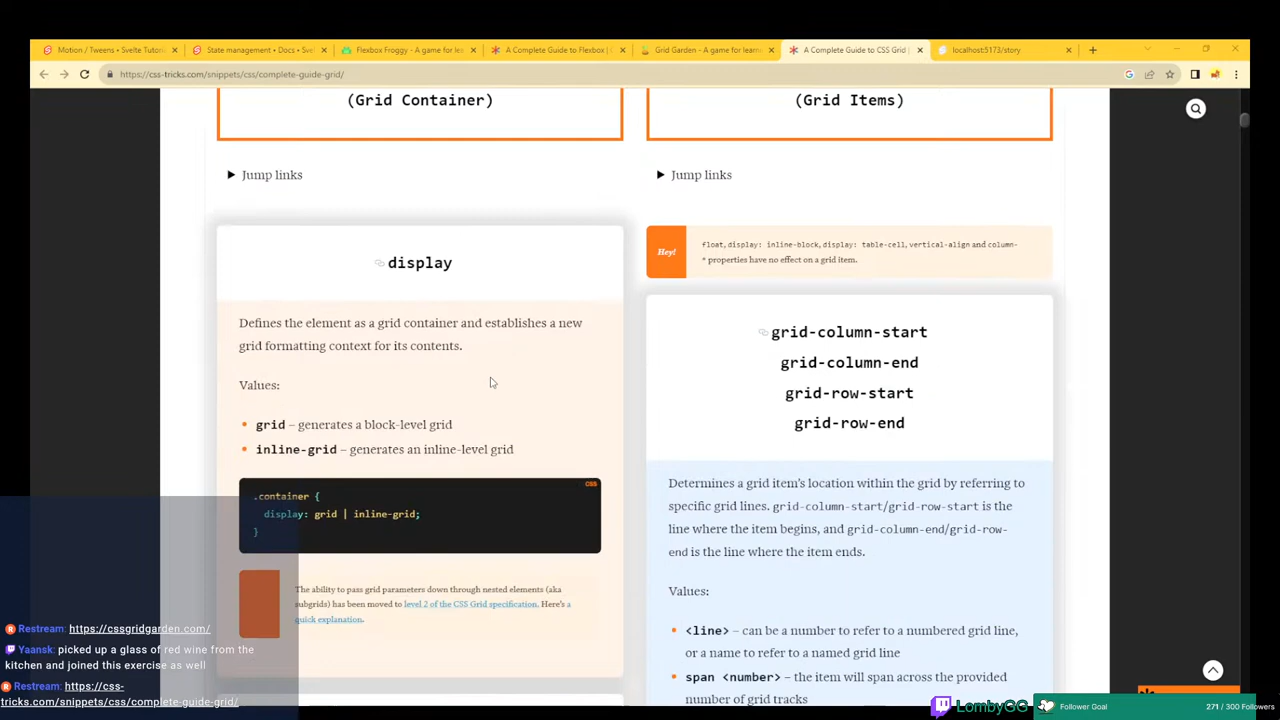 Motion / Tweens • Svelte Tutori
State management • Docs • Svelte
Flexbox Froggy - A game for lea
A Complete Guide to Flexbox |
Grid Garden - A game for learn
A Complete Guide to CSS Grid |
localhost:5173/story
https://css-tricks.com/snippets/css/complete-guide-grid/
(Grid Container)
(Grid Items)
Jump links
Jump links
display
Defines the element as a grid container and establishes a new
grid formatting context for its contents.
Values:
grid – generates a block-level grid
inline-grid – generates an inline-level grid
CSS
.container {
display: grid | inline-grid;
}
The ability to pass grid parameters down through nested elements (aka
subgrids) has been moved to level 2 of the CSS Grid specification. Here's a
quick explanation.
Hey!
float, display: inline-block, display: table-cell, vertical-align and column-
* properties have no effect on a grid item.
grid-column-start
grid-column-end
grid-row-start
grid-row-end
Determines a grid item's location within the grid by referring to
specific grid lines. grid-column-start/grid-row-start is the
line where the item begins, and grid-column-end/grid-row-
end is the line where the item ends.
Values:
<line> – can be a number to refer to a numbered grid line,
or a name to refer to a named grid line
span <number> – the item will span across the provided
number of grid tracks
Restream: https://cssgridgarden.com/
Yaansk: picked up a glass of red wine from the
kitchen and joined this exercise as well
Restream: https://css-
tricks.com/snippets/css/complete-guide-grid/
LombyGG
Follower Goal
271 / 300 Followers